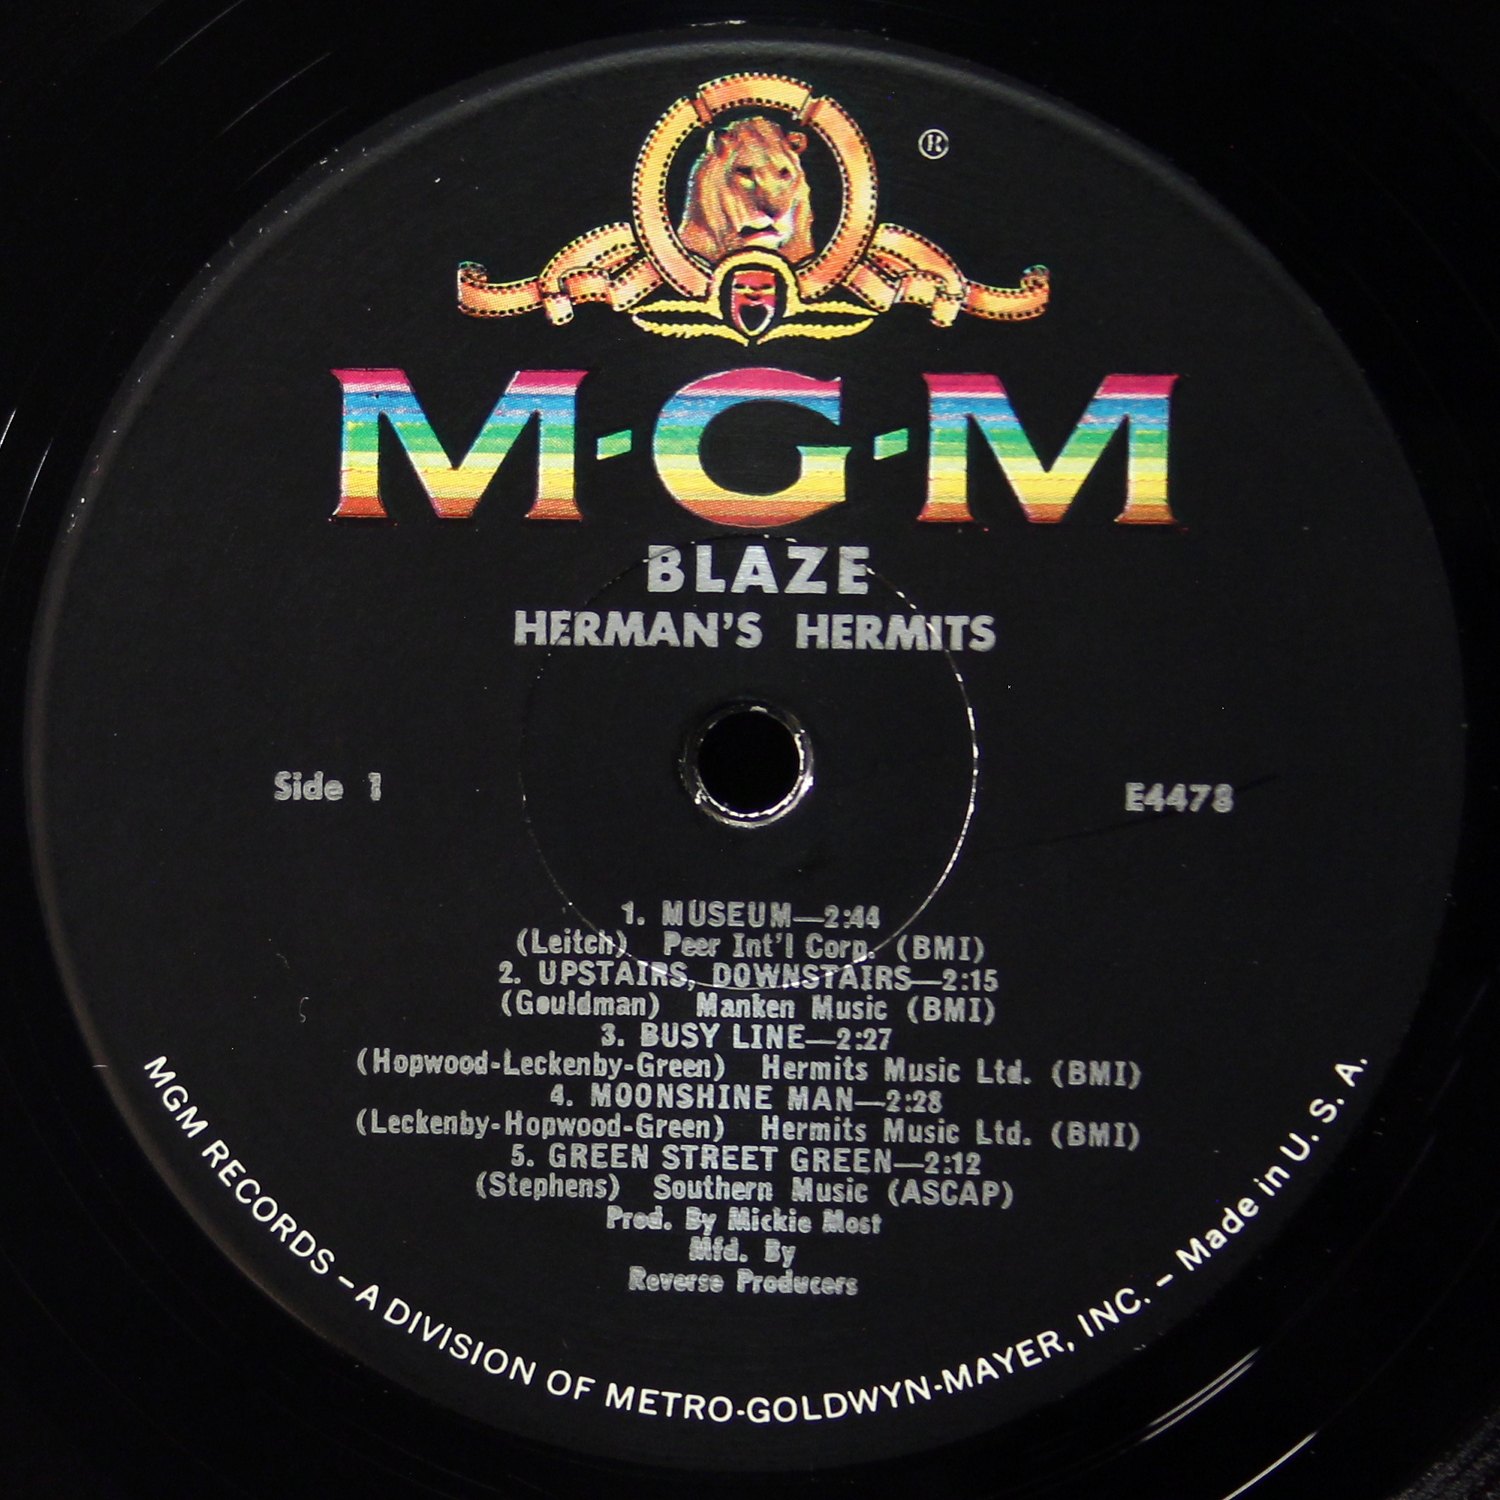 ®
M-G-M
BLAZE
HERMAN'S HERMITS
Side 1
E4478
1. MUSEUM—2:44
(Leitch) Peer Int'l Corp. (BMI)
2. UPSTAIRS, DOWNSTAIRS—2:15
(Gouldman) Manken Music (BMI)
3. BUSY LINE—2:27
(Hopwood-Leckenby-Green) Hermits Music Ltd. (BMI)
4. MOONSHINE MAN—2:28
(Leckenby-Hopwood-Green) Hermits Music Ltd. (BMI)
5. GREEN STREET GREEN—2:12
(Stephens) Southern Music (ASCAP)
Prod. By Mickie Most
Mfd. By
Reverse Producers
MGM RECORDS – A DIVISION OF METRO-GOLDWYN-MAYER, INC. – Made in U. S. A.